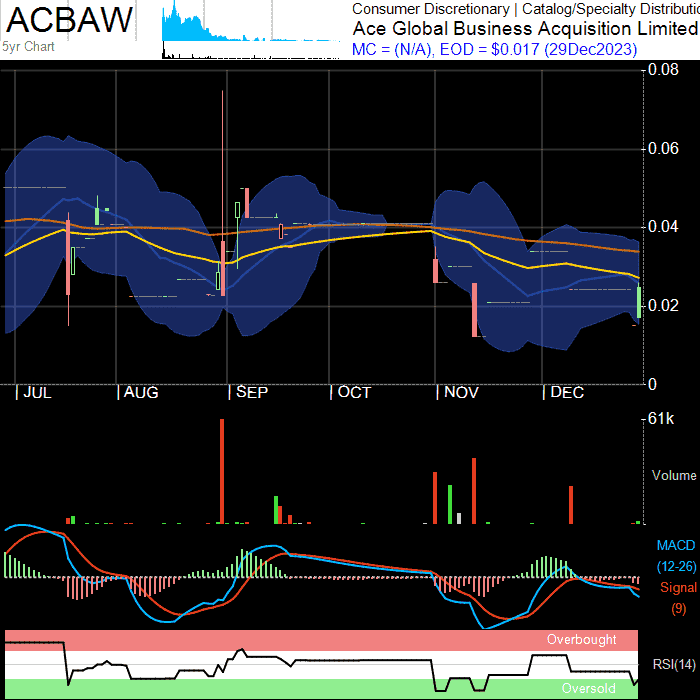 ACBAW
5yr Chart
Consumer Discretionary | Catalog/Specialty Distributio
Ace Global Business Acquisition Limited
MC = (N/A), EOD = $0.017 (29Dec2023)
0.08
0.06
0.04
0.02
0
JUL AUG SEP OCT NOV DEC
61k
Volume
MACD
(12-26)
Signal
(9)
Overbought
RSI(14)
Oversold